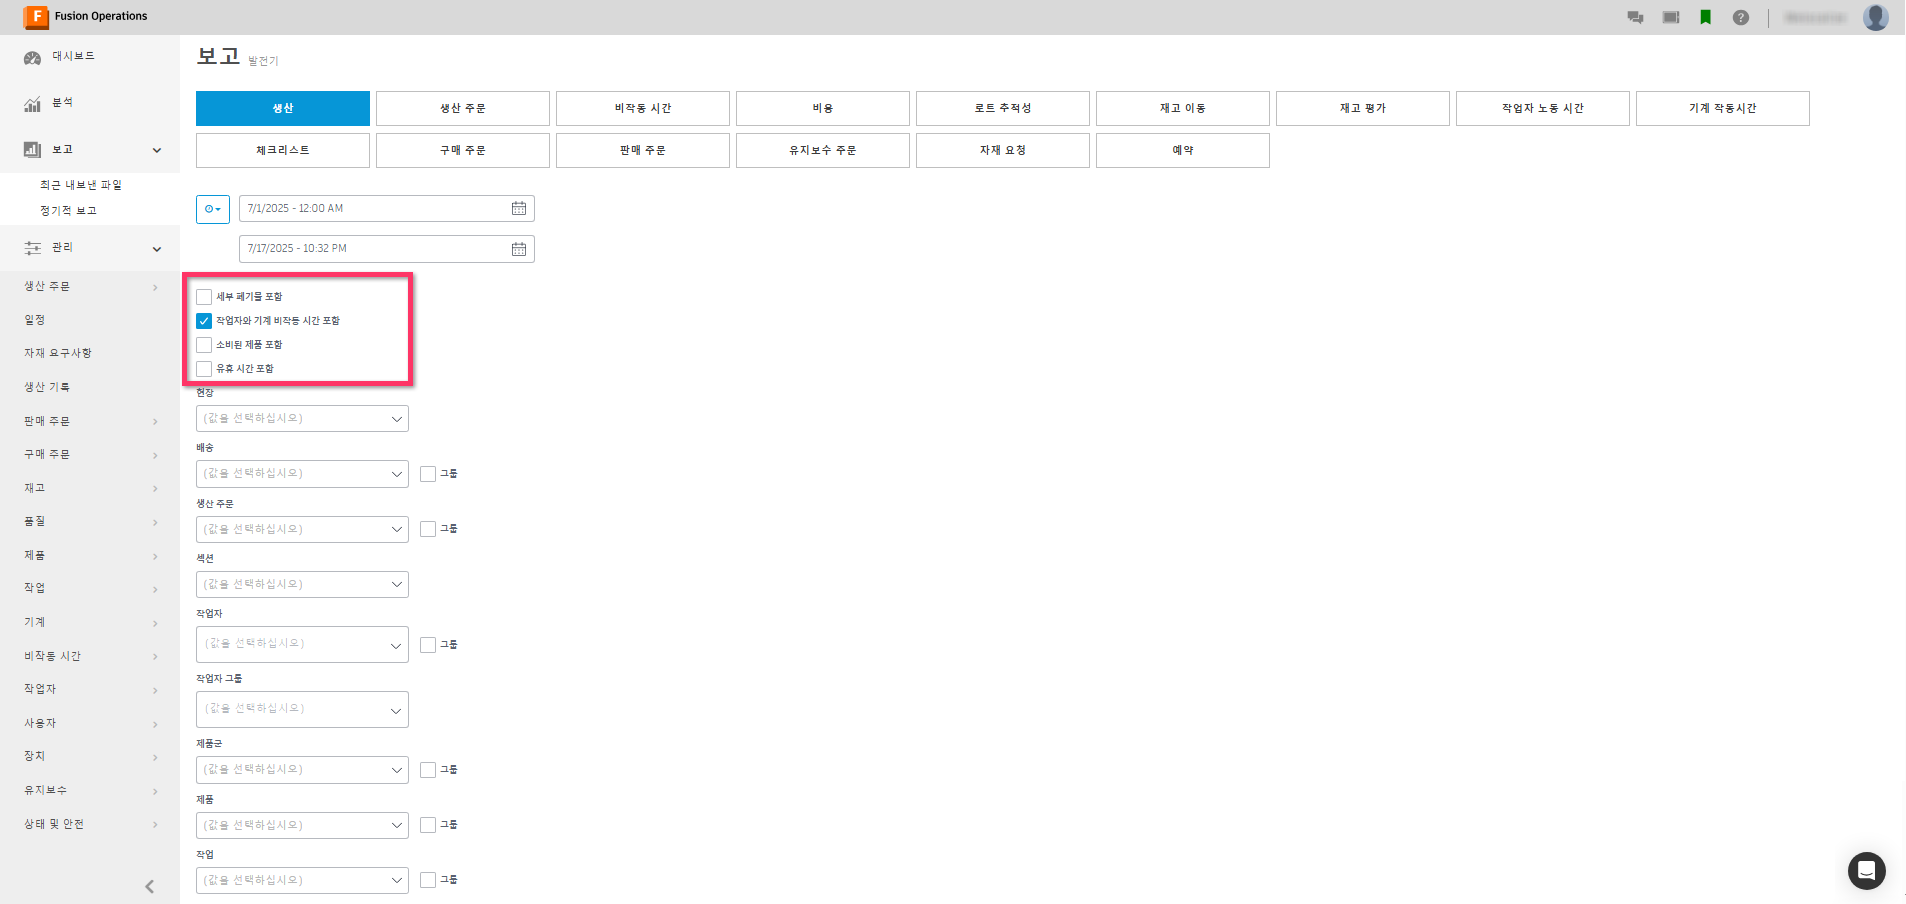 Fusion Operations
대시보드
분석
보고
최근 내보낸 파일
정기적 보고
관리
생산 주문
일정
자재 요구사항
생산 기록
판매 주문
구매 주문
재고
품질
제품
작업
기계
비작동 시간
작업자
사용자
장치
유지보수
상태 및 안전
보고 발전기
생산
생산 주문
비작동 시간
비용
로트 추적성
재고 이동
재고 평가
작업자 노동 시간
기계 작동시간
체크리스트
구매 주문
판매 주문
유지보수 주문
자재 요청
예약
7/1/2025 - 12:00 AM
7/17/2025 - 10:32 PM
세부 폐기물 포함
작업자와 기계 비작동 시간 포함
소비된 제품 포함
유휴 시간 포함
현장
(값을 선택하십시오)
배송
(값을 선택하십시오) 그룹
생산 주문
(값을 선택하십시오) 그룹
섹션
(값을 선택하십시오)
작업자
(값을 선택하십시오) 그룹
작업자 그룹
(값을 선택하십시오)
제품군
(값을 선택하십시오) 그룹
제품
(값을 선택하십시오) 그룹
작업
(값을 선택하십시오) 그룹